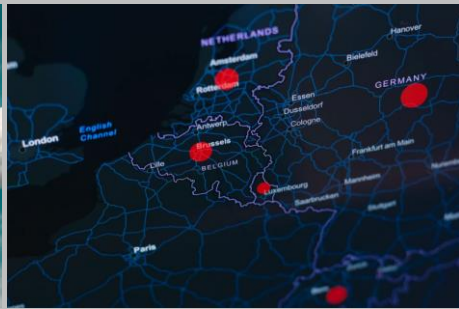 NETHERLANDS
Hanover
Amsterdam
Bielefeld
Rotterdam
GERMANY
Essen
Dusseldorf
Cologne
English
Channel
Antwerp
London
Brussels
Lille
BELGIUM
Frankfurt am Main
Luxembourg
Mannheim
Saarbrucken
Stuttgart
Paris